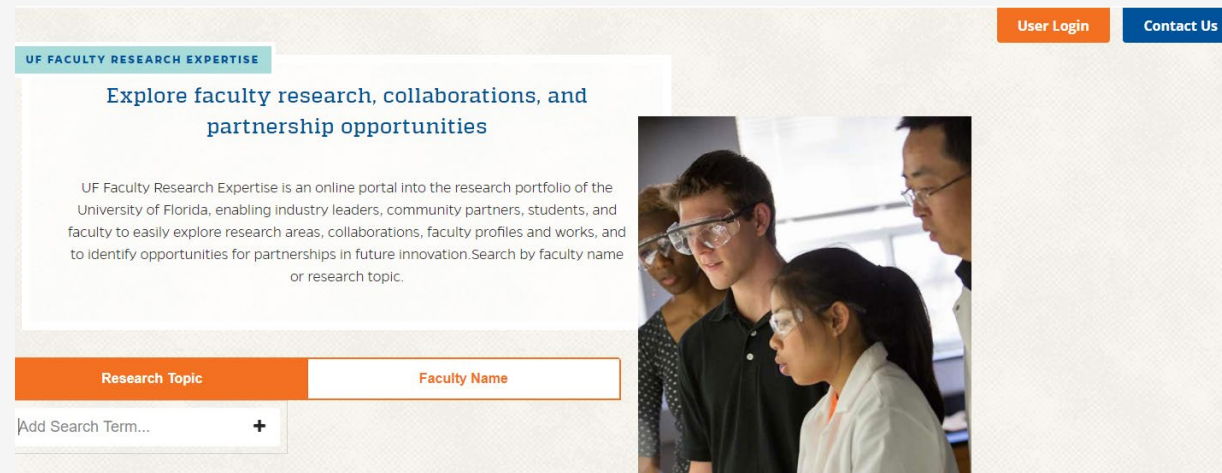 User Login
Contact Us
UF FACULTY RESEARCH EXPERTISE
Explore faculty research, collaborations, and
partnership opportunities
UF Faculty Research Expertise is an online portal into the research portfolio of the
University of Florida, enabling industry leaders, community partners, students, and
faculty to easily explore research areas, collaborations, faculty profiles and works, and
to identify opportunities for partnerships in future innovation.Search by faculty name
or research topic.
Research Topic
Faculty Name
Add Search Term...